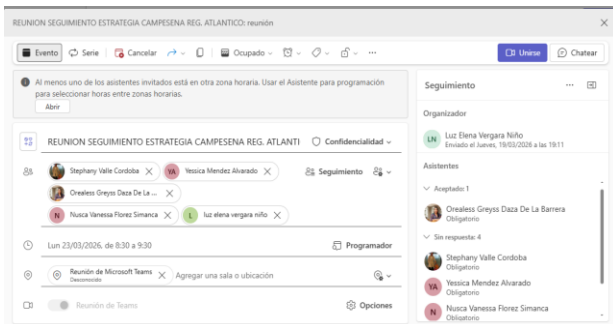 REUNION SEGUIMIENTO ESTRATEGIA CAMPESENA REG. ATLANTICO: reunión
Evento Serie Cancelar Ocupado Unirse Chatear
Al menos uno de los asistentes invitados está en otra zona horaria. Usar el Asistente para programación
para seleccionar horas entre zonas horarias.
Abrir
REUNION SEGUIMIENTO ESTRATEGIA CAMPESENA REG. ATLANTI Confidencialidad
Stephany Valle Cordoba YA Yessica Mendez Alvarado Seguimiento
Orealess Greyss Daza De La ...
N Nusca Vanessa Florez Simanca L luz elena vergara niño
Lun 23/03/2026, de 8:30 a 9:30 Programador
Reunión de Microsoft Teams Agregar una sala o ubicación
Desconocido
Reunión de Teams Opciones
Seguimiento
Organizador
LN Luz Elena Vergara Niño
Enviado el Jueves, 19/03/2026 a las 19:11
Asistentes
Aceptado: 1
Orealess Greyss Daza De La Barrera
Obligatorio
Sin respuesta: 4
Stephany Valle Cordoba
Obligatorio
YA Yessica Mendez Alvarado
Obligatorio
N Nusca Vanessa Florez Simanca
Obligatorio